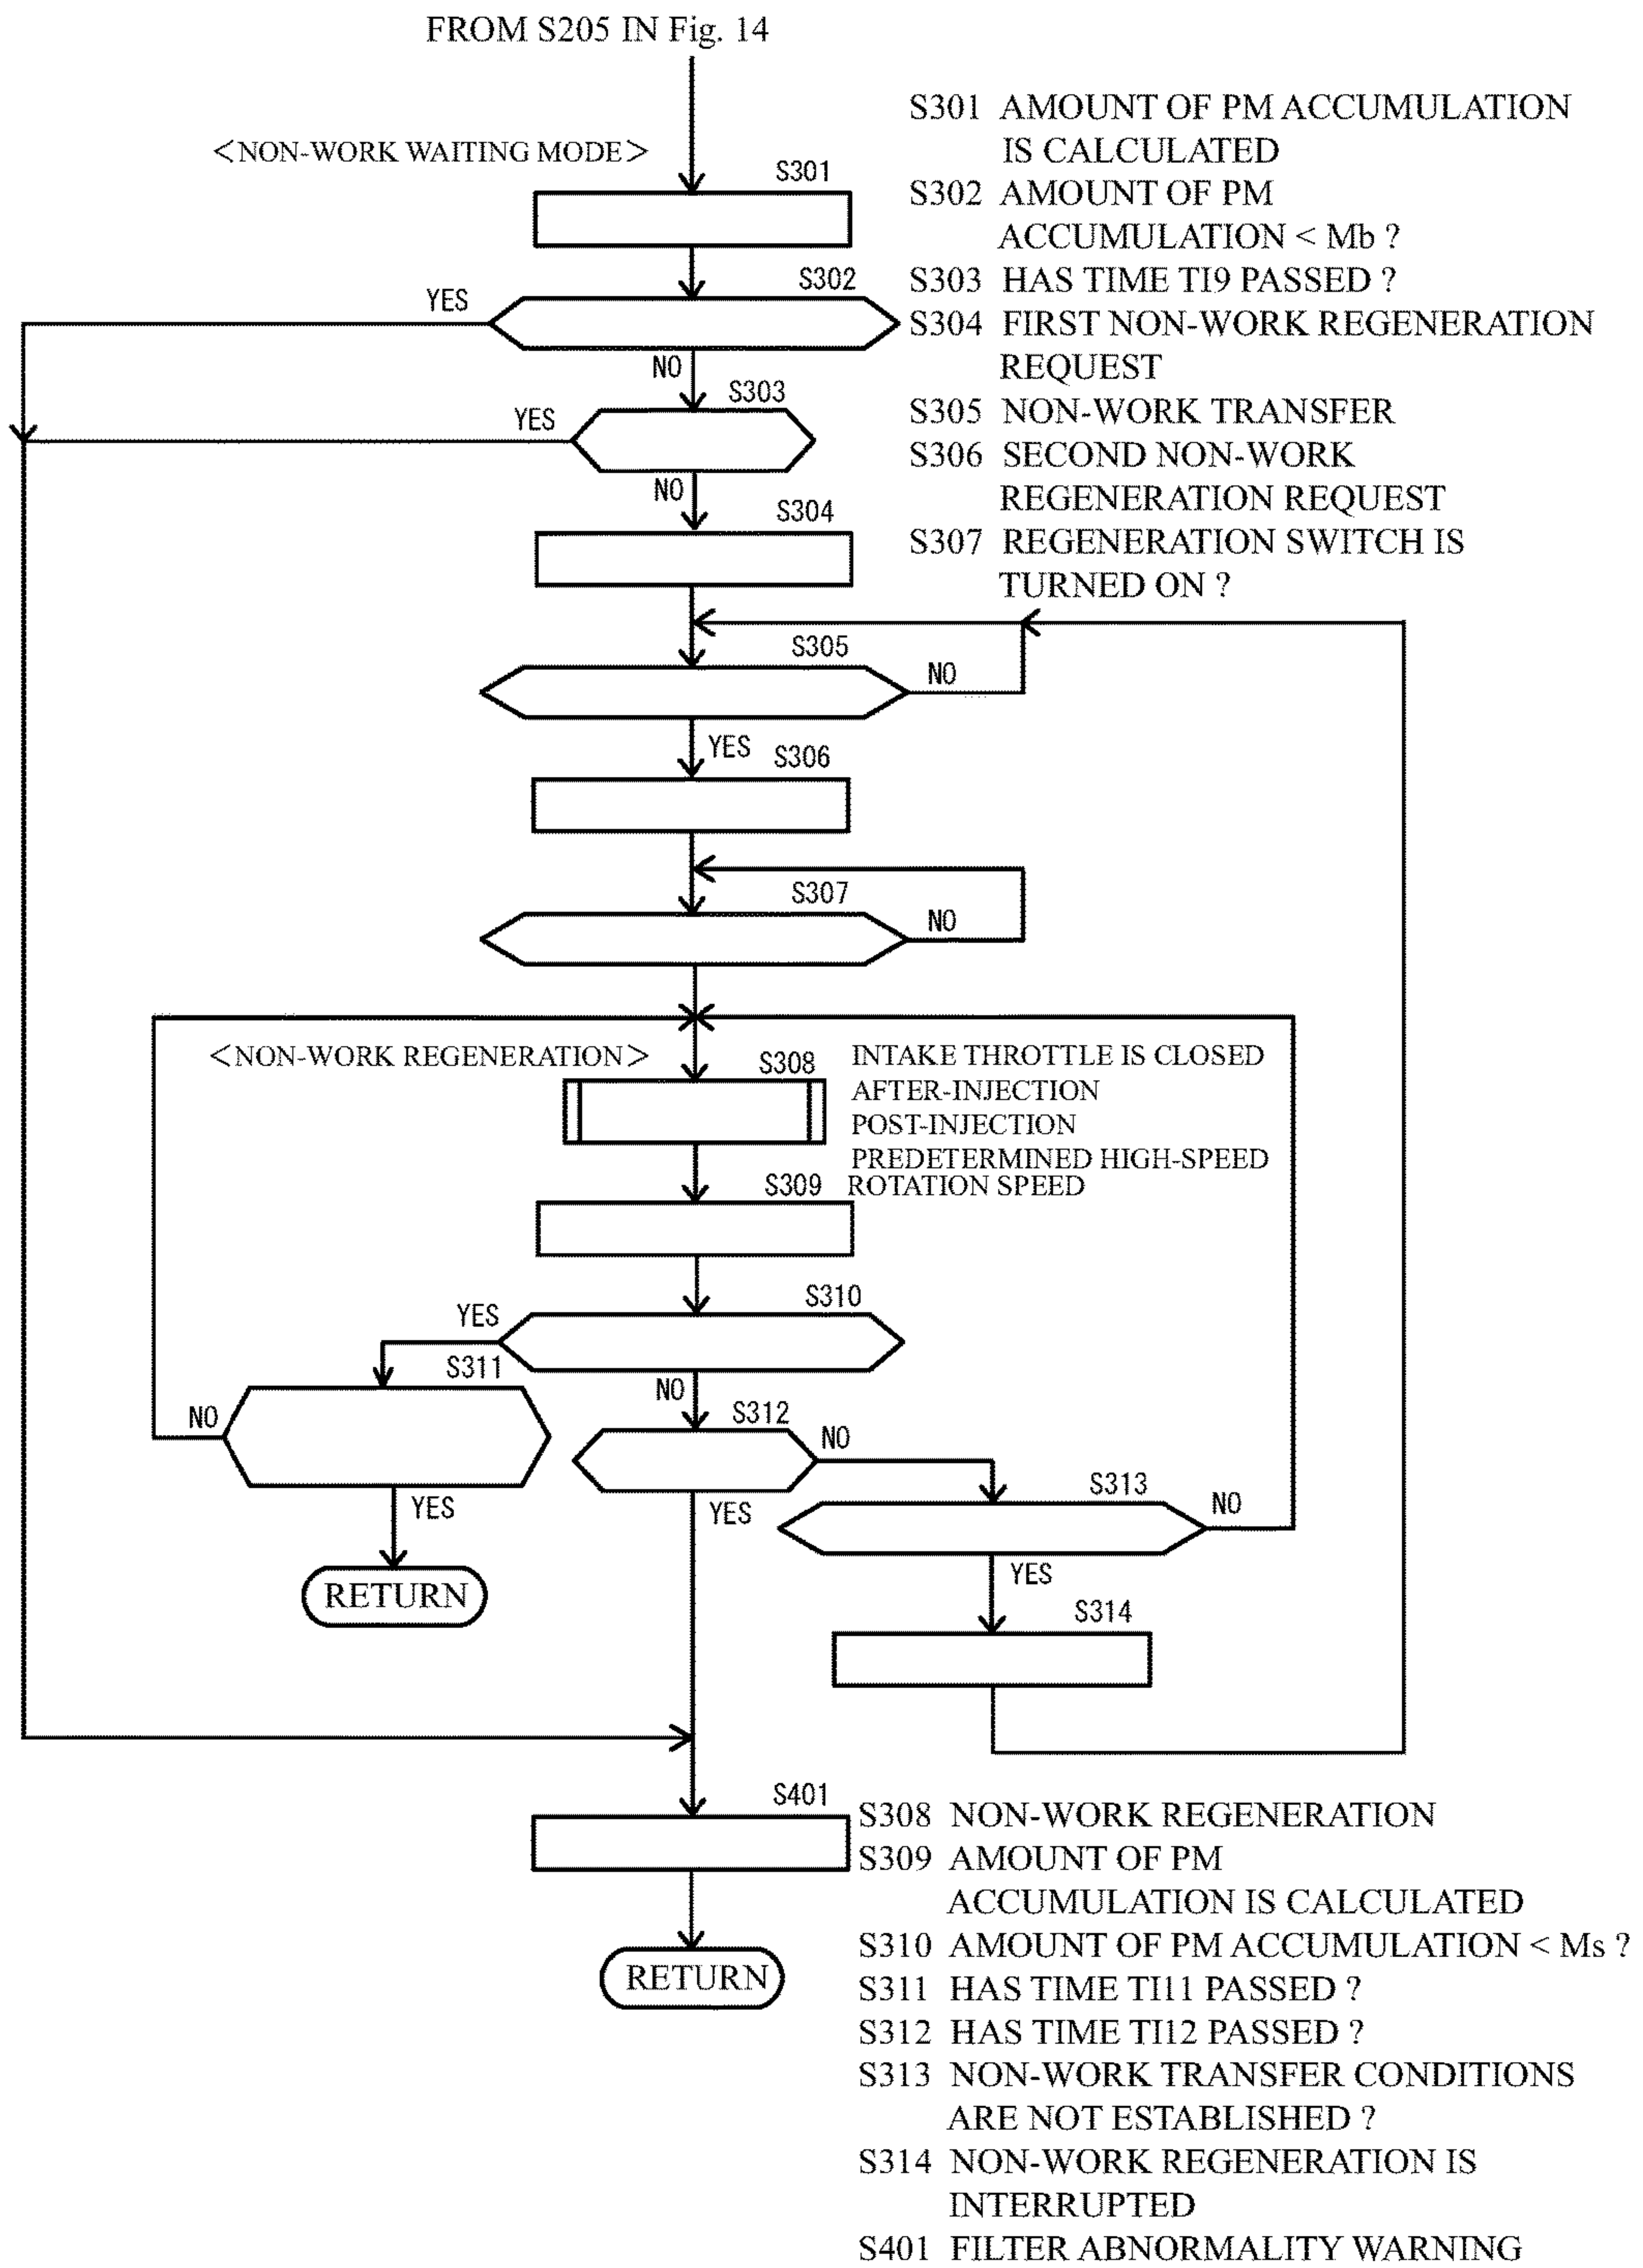 FROM S205 IN Fig. 14
<NON-WORK WAITING MODE>
S301
S302
YES
NO
S303
YES
NO
S304
S305
NO
YES
S306
S307
NO
S301 AMOUNT OF PM ACCUMULATION
IS CALCULATED
S302 AMOUNT OF PM
ACCUMULATION < Mb ?
S303 HAS TIME TI9 PASSED ?
S304 FIRST NON-WORK REGENERATION
REQUEST
S305 NON-WORK TRANSFER
S306 SECOND NON-WORK
REGENERATION REQUEST
S307 REGENERATION SWITCH IS
TURNED ON ?
<NON-WORK REGENERATION>
S308
INTAKE THROTTLE IS CLOSED
AFTER-INJECTION
POST-INJECTION
PREDETERMINED HIGH-SPEED
ROTATION SPEED
S309
S310
YES
NO
S311
NO
YES
RETURN
S312
NO
YES
S313
NO
YES
S314
S401
RETURN
S308 NON-WORK REGENERATION
S309 AMOUNT OF PM
ACCUMULATION IS CALCULATED
S310 AMOUNT OF PM ACCUMULATION < Ms ?
S311 HAS TIME TI11 PASSED ?
S312 HAS TIME TI12 PASSED ?
S313 NON-WORK TRANSFER CONDITIONS
ARE NOT ESTABLISHED ?
S314 NON-WORK REGENERATION IS
INTERRUPTED
S401 FILTER ABNORMALITY WARNING